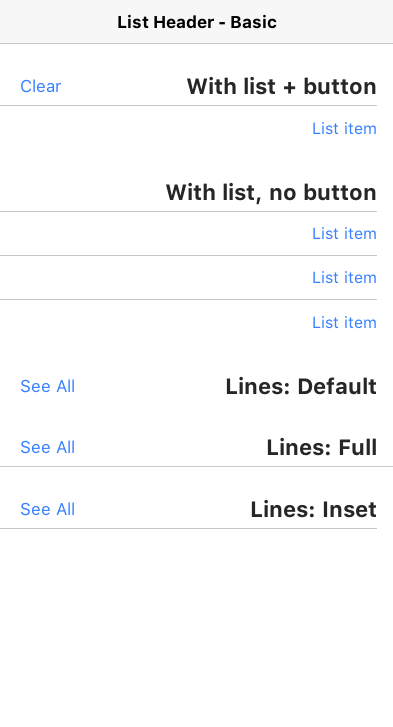 List Header - Basic
With list + button
Clear
List item
With list, no button
List item
List item
List item
Lines: Default
See All
Lines: Full
See All
Lines: Inset
See All